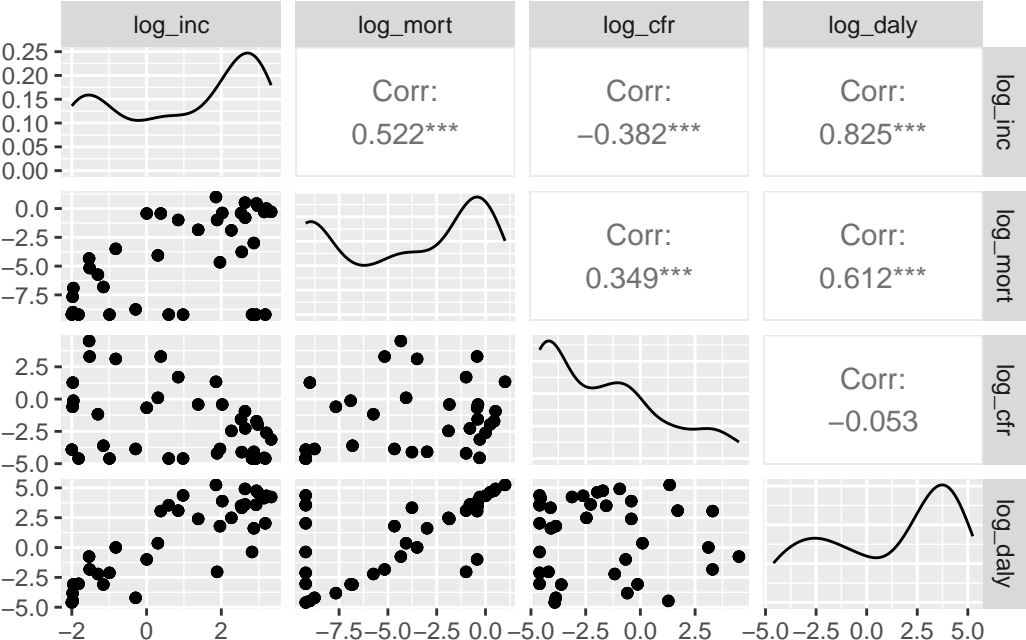 log_inc log_mort log_cfr log_daly
0.25
0.20
0.15
0.10
0.05
0.00
Corr:
0.522***
Corr:
−0.382***
Corr:
0.825***
log_inc
0.0
−2.5
−5.0
−7.5
Corr:
0.349***
Corr:
0.612***
log_mort
2.5
0.0
−2.5
−5.0
Corr:
−0.053
log_cfr
5.0
2.5
0.0
−2.5
−5.0
log_daly
−2 0 2
−7.5 −5.0 −2.5 0.0
−5.0 −2.5 0.0 2.5
−5.0 −2.5 0.0 2.5 5.0